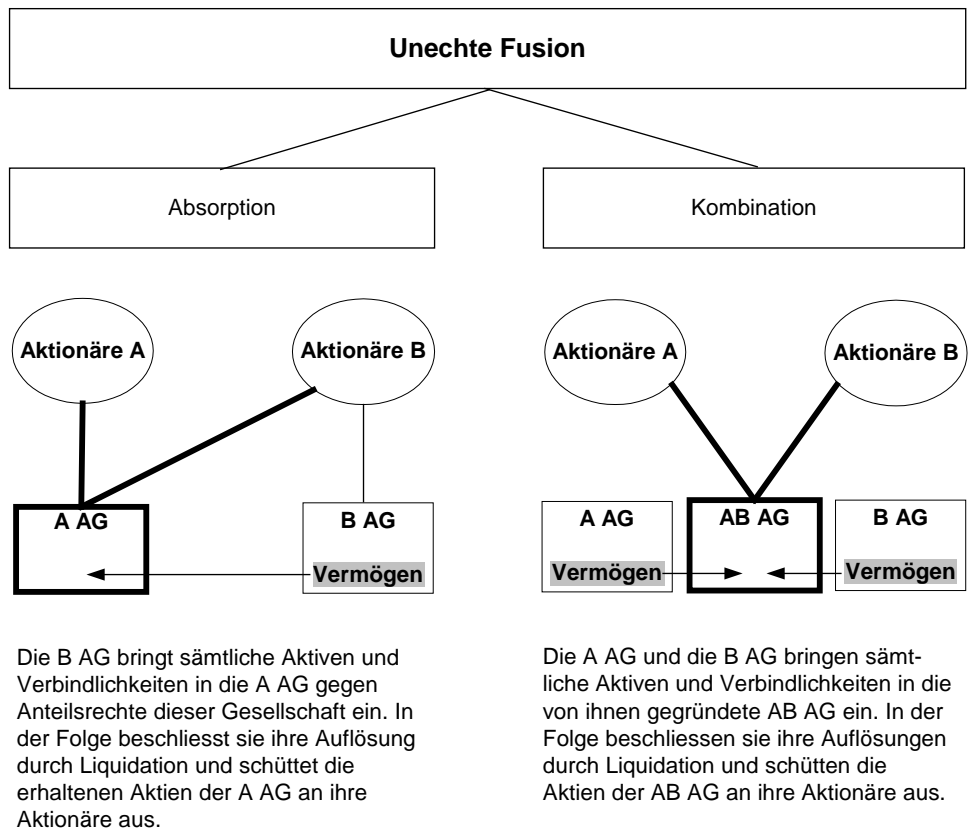 Unechte Fusion
Absorption
Kombination
Aktionäre A
Aktionäre B
Aktionäre A
Aktionäre B
A AG
B AG
Vermögen
A AG
AB AG
B AG
Vermögen
Vermögen
Die B AG bringt sämtliche Aktiven und
Verbindlichkeiten in die A AG gegen
Anteilsrechte dieser Gesellschaft ein. In
der Folge beschliesst sie ihre Auflösung
durch Liquidation und schüttet die
erhaltenen Aktien der A AG an ihre
Aktionäre aus.
Die A AG und die B AG bringen sämt-
liche Aktiven und Verbindlichkeiten in die
von ihnen gegründete AB AG ein. In der
Folge beschliessen sie ihre Auflösungen
durch Liquidation und schütten die
Aktien der AB AG an ihre Aktionäre aus.